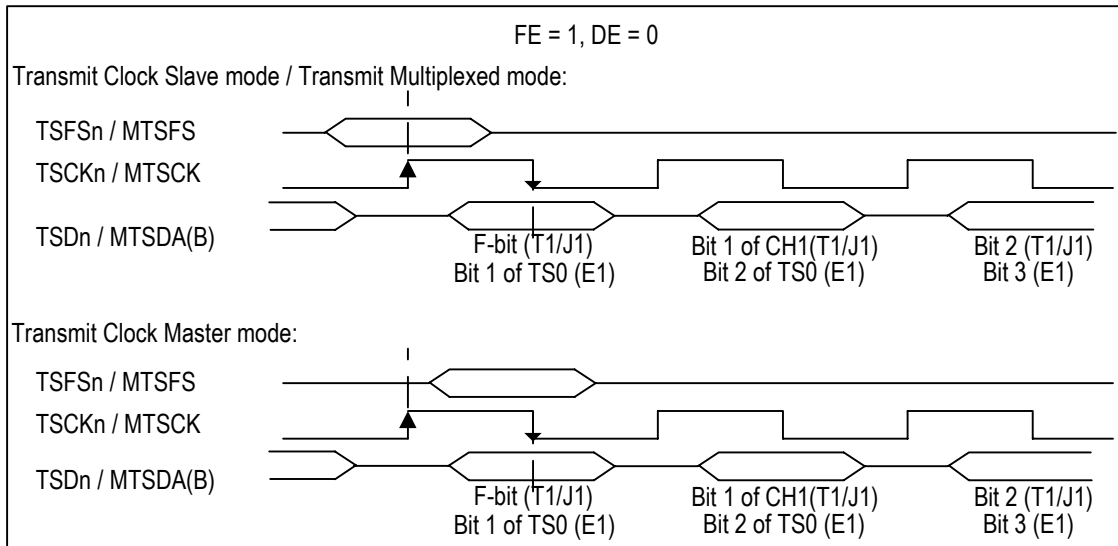 FE = 1, DE = 0
Transmit Clock Slave mode / Transmit Multiplexed mode:
TSFSn / MTSFS
TSCKn / MTSCK
TSDn / MTSDA(B)
F-bit (T1/J1)
Bit 1 of TS0 (E1)
Bit 1 of CH1(T1/J1)
Bit 2 of TS0 (E1)
Bit 2 (T1/J1)
Bit 3 (E1)
Transmit Clock Master mode:
TSFSn / MTSFS
TSCKn / MTSCK
TSDn / MTSDA(B)
F-bit (T1/J1)
Bit 1 of TS0 (E1)
Bit 1 of CH1(T1/J1)
Bit 2 of TS0 (E1)
Bit 2 (T1/J1)
Bit 3 (E1)